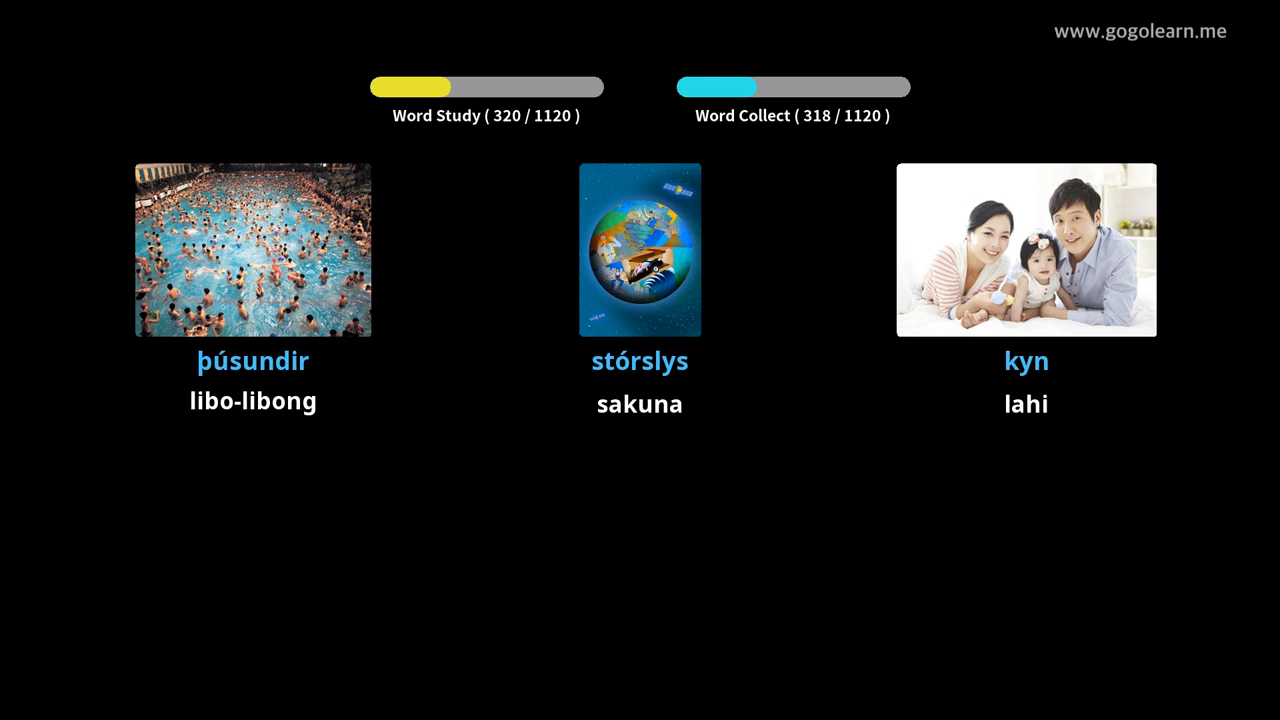 www.gogolearn.me
Word Study ( 320 / 1120 )
Word Collect ( 318 / 1120 )
þúsundir
libo-libong
stórslys
sakuna
kyn
lahi